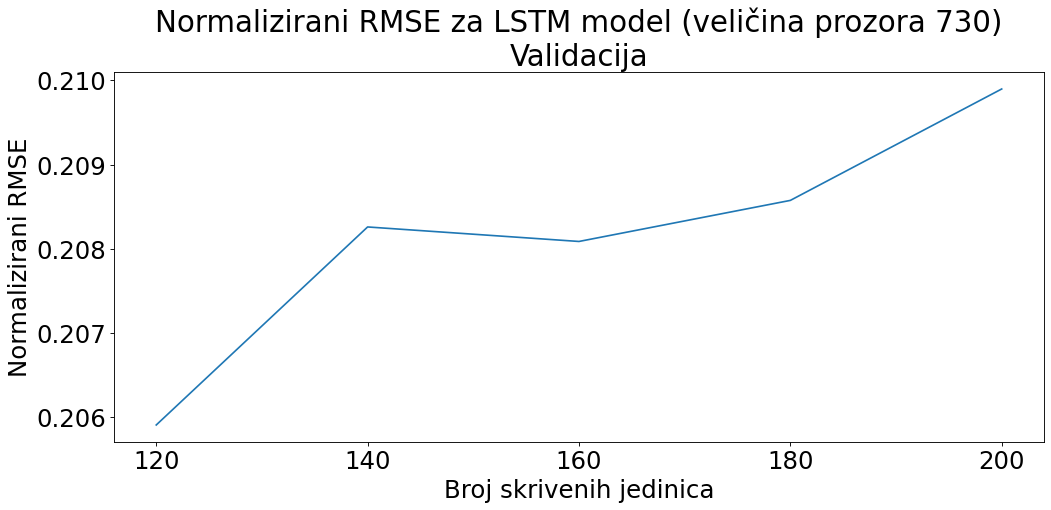 Normalizirani RMSE za LSTM model (veličina prozora 730)
Validacija
0.210
0.209
0.208
0.207
0.206
Normalizirani RMSE
120 140 160 180 200
Broj skrivenih jedinica